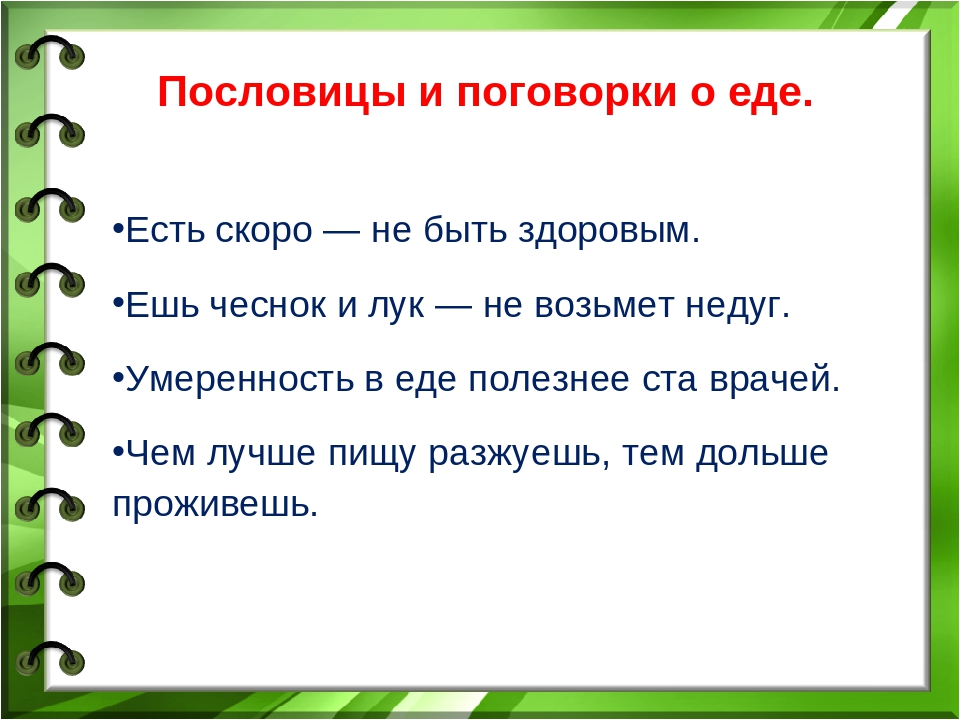 Пословицы и поговорки о еде.
•Есть скоро — не быть здоровым.
•Ешь чеснок и лук — не возьмет недуг.
•Умеренность в еде полезнее ста врачей.
•Чем лучше пищу разжуешь, тем дольше
проживешь.